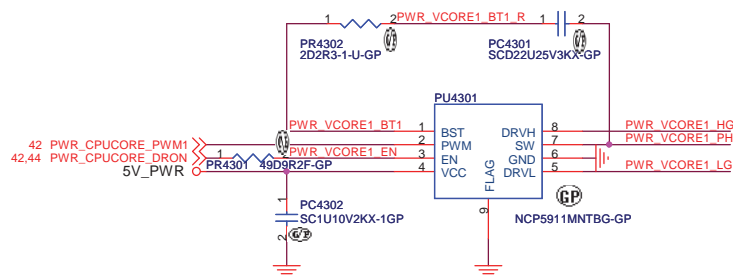 1 2 PWR_VCORE1_BT1_R 1 2
PR4302 PC4301
2D2R3-1-U-GP SCD22U25V3KX-GP
PU4301
PWR_VCORE1_BT1 1 BST DRVH 8 PWR_VCORE1_HG
42 PWR_CPUCORE_PWM1 2 PWM SW 7 PWR_VCORE1_PH
42,44 PWR_CPUCORE_DRON 1 2 PWR_VCORE1_EN 3 EN GND 6
PR4301 49D9R2F-GP
5V_PWR 4 VCC DRVL 5 PWR_VCORE1_LG
FLAG
9
GP
NCP5911MNTBG-GP
1
PC4302
SC1U10V2KX-1GP
2